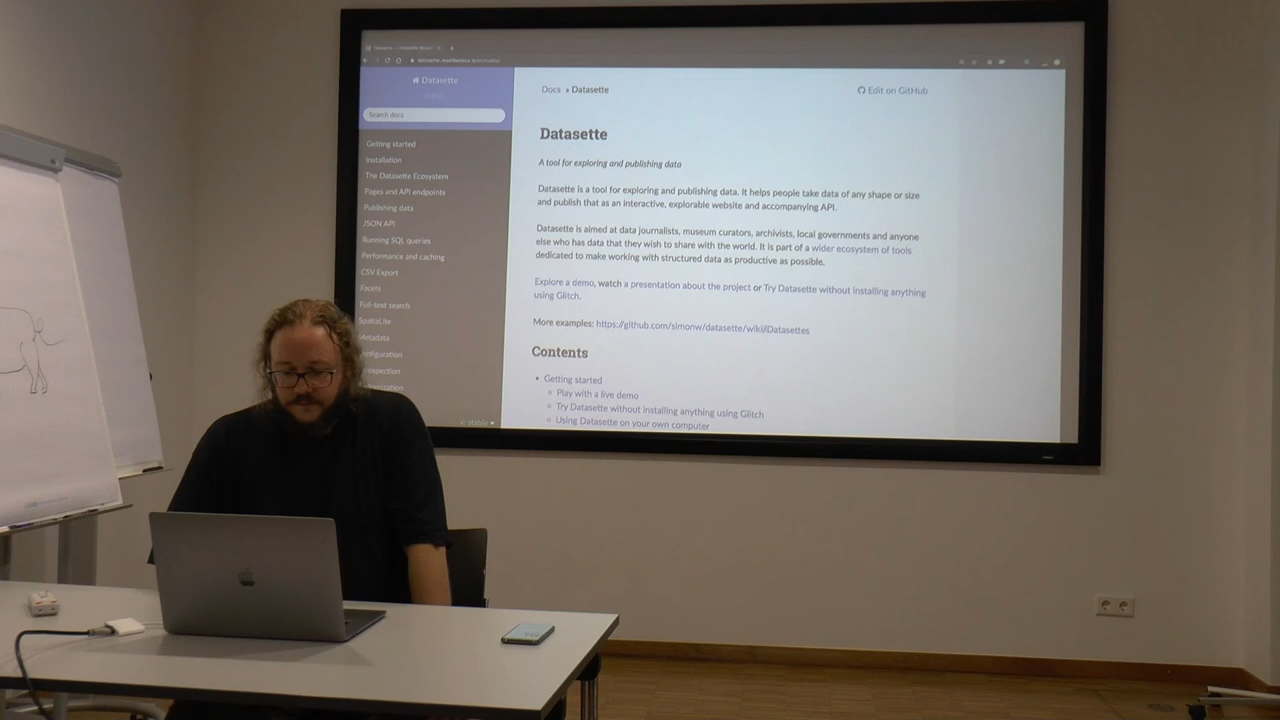 Datasette
Search docs
Getting started
Installation
The Datasette Ecosystem
Pages and API endpoints
Publishing data
JSON API
Running SQL queries
Performance and caching
CSV Export
Facets
Full-text search
SpatiaLite
Metadata
v: stable
Docs » Datasette
Edit on GitHub
Datasette
A tool for exploring and publishing data
Datasette is a tool for exploring and publishing data. It helps people take data of any shape or size
and publish that as an interactive, explorable website and accompanying API.
Datasette is aimed at data journalists, museum curators, archivists, local governments and anyone
else who has data that they wish to share with the world. It is part of a wider ecosystem of tools
dedicated to make working with structured data as productive as possible.
Explore a demo, watch a presentation about the project or Try Datasette without installing anything
using Glitch.
More examples: https://github.com/simonw/datasette/wiki/Datasettes
Contents
• Getting started
Play with a live demo
Try Datasette without installing anything using Glitch
Using Datasette on your own computer